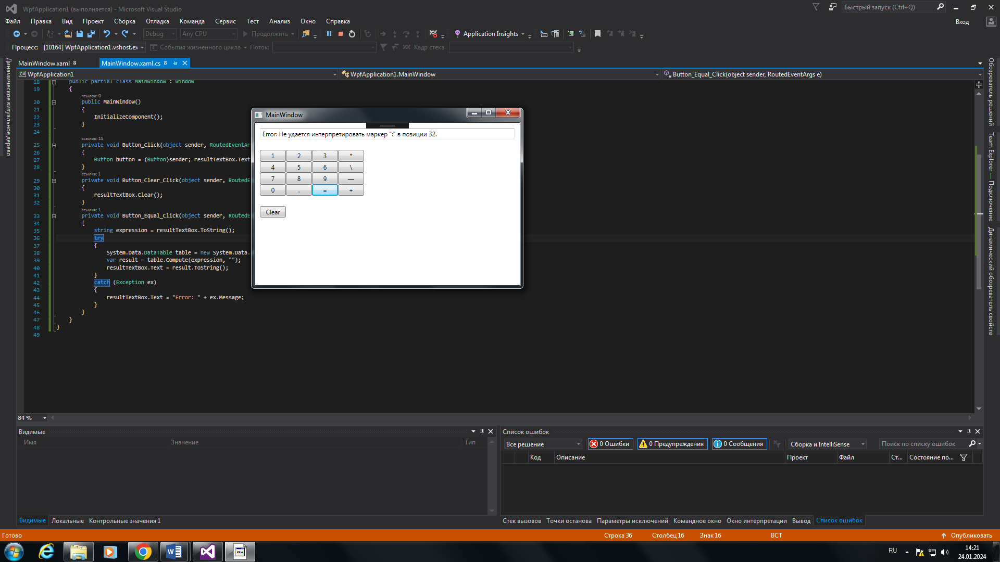 WpfApplication1 (выполняется) - Microsoft Visual Studio
Быстрый запуск (Ctrl+Q)
Файл Правка Вид Проект Сборка Отладка Команда Сервис Тест Анализ Окно Справка
Вход
Debug Any CPU Продолжить Application Insights
Процесс: [10164] WpfApplication1.vshost.ex События жизненного цикла Поток: Кадр стека:
Динамическое визуальное дерево
MainWindow.xaml MainWindow.xaml.cs
C# WpfApplication1 WpfApplication1.MainWindow Button_Equal_Click(object sender, RoutedEventArgs e)
18 public partial class MainWindow : Window
19 {
ссылок: 0
20 public MainWindow()
21 {
22 InitializeComponent();
23 }
24
ссылок: 15
25 private void Button_Click(object sender, RoutedEventAr
26 {
27 Button button = (Button)sender; resultTextBox.Text
28 }
ссылка: 1
29 private void Button_Clear_Click(object sender, RoutedE
30 {
31 resultTextBox.Clear();
32 }
ссылка: 1
33 private void Button_Equal_Click(object sender, RoutedE
34 {
35 string expression = resultTextBox.ToString();
36 try
37 {
38 System.Data.DataTable table = new System.Data.
39 var result = table.Compute(expression, "");
40 resultTextBox.Text = result.ToString();
41 }
42 catch (Exception ex)
43 {
44 resultTextBox.Text = "Error: " + ex.Message;
45 }
46 }
47 }
48 }
49
MainWindow
Error: Не удается интерпретировать маркер ":" в позиции 32.
1 2 3 *
4 5 6 \
7 8 9 —
0 . = +
Clear
Обозреватель решений
Team Explorer — Подключение
Динамический обозреватель свойств
84 %
Видимые
Имя Значение Тип
Видимые Локальные Контрольные значения 1
Список ошибок
Все решение 0 Ошибки 0 Предупреждения 0 Сообщения Сборка и IntelliSense Поиск по списку ошибок
Код Описание Проект Файл Ст... Состояние по...
Стек вызовов Точки останова Параметры исключений Командное окно Окно интерпретации Вывод Список ошибок
Готово Строка 36 Столбец 16 Знак 16 ВСТ Опубликовать
RU
14:21
24.01.2024